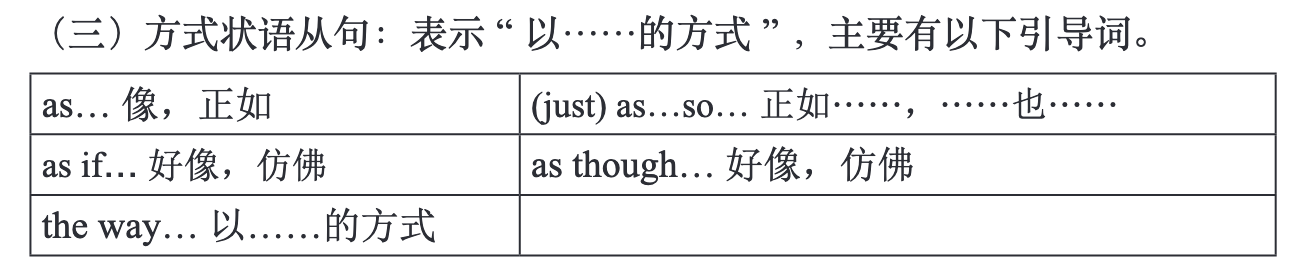 （三）方式状语从句：表示“以……的方式”，主要有以下引导词。
as… 像，正如
(just) as…so… 正如……，……也……
as if… 好像，仿佛
as though… 好像，仿佛
the way… 以……的方式